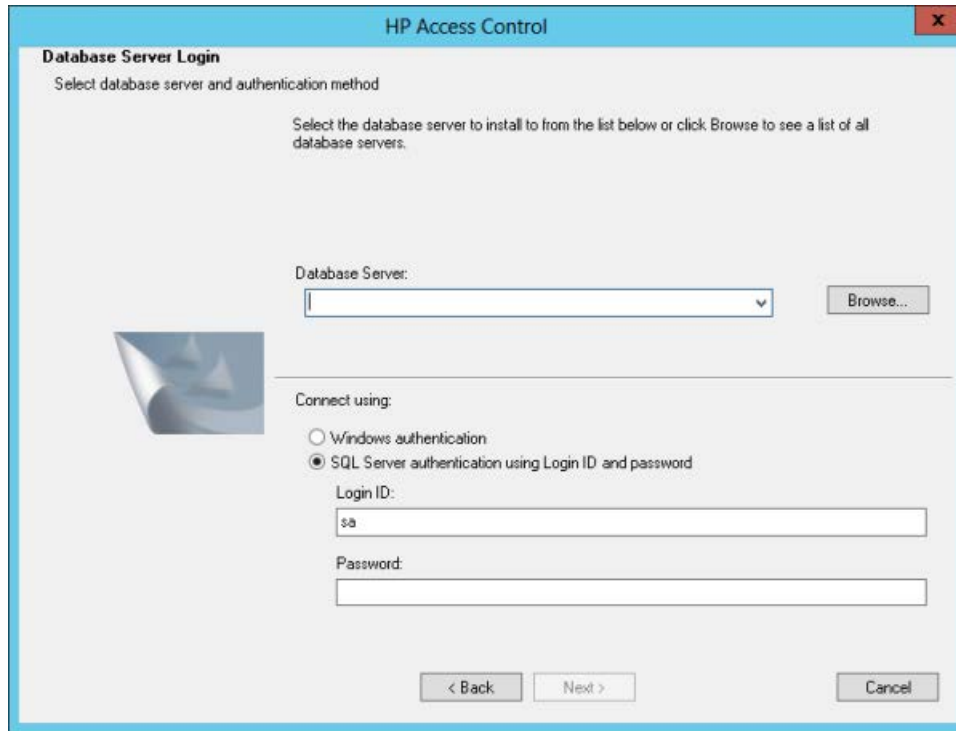 HP Access Control
x
Database Server Login
Select database server and authentication method
Select the database server to install to from the list below or click Browse to see a list of all
database servers.
Database Server:
Browse...
Connect using:
Windows authentication
SQL Server authentication using Login ID and password
Login ID:
sa
Password:
< Back
Next >
Cancel